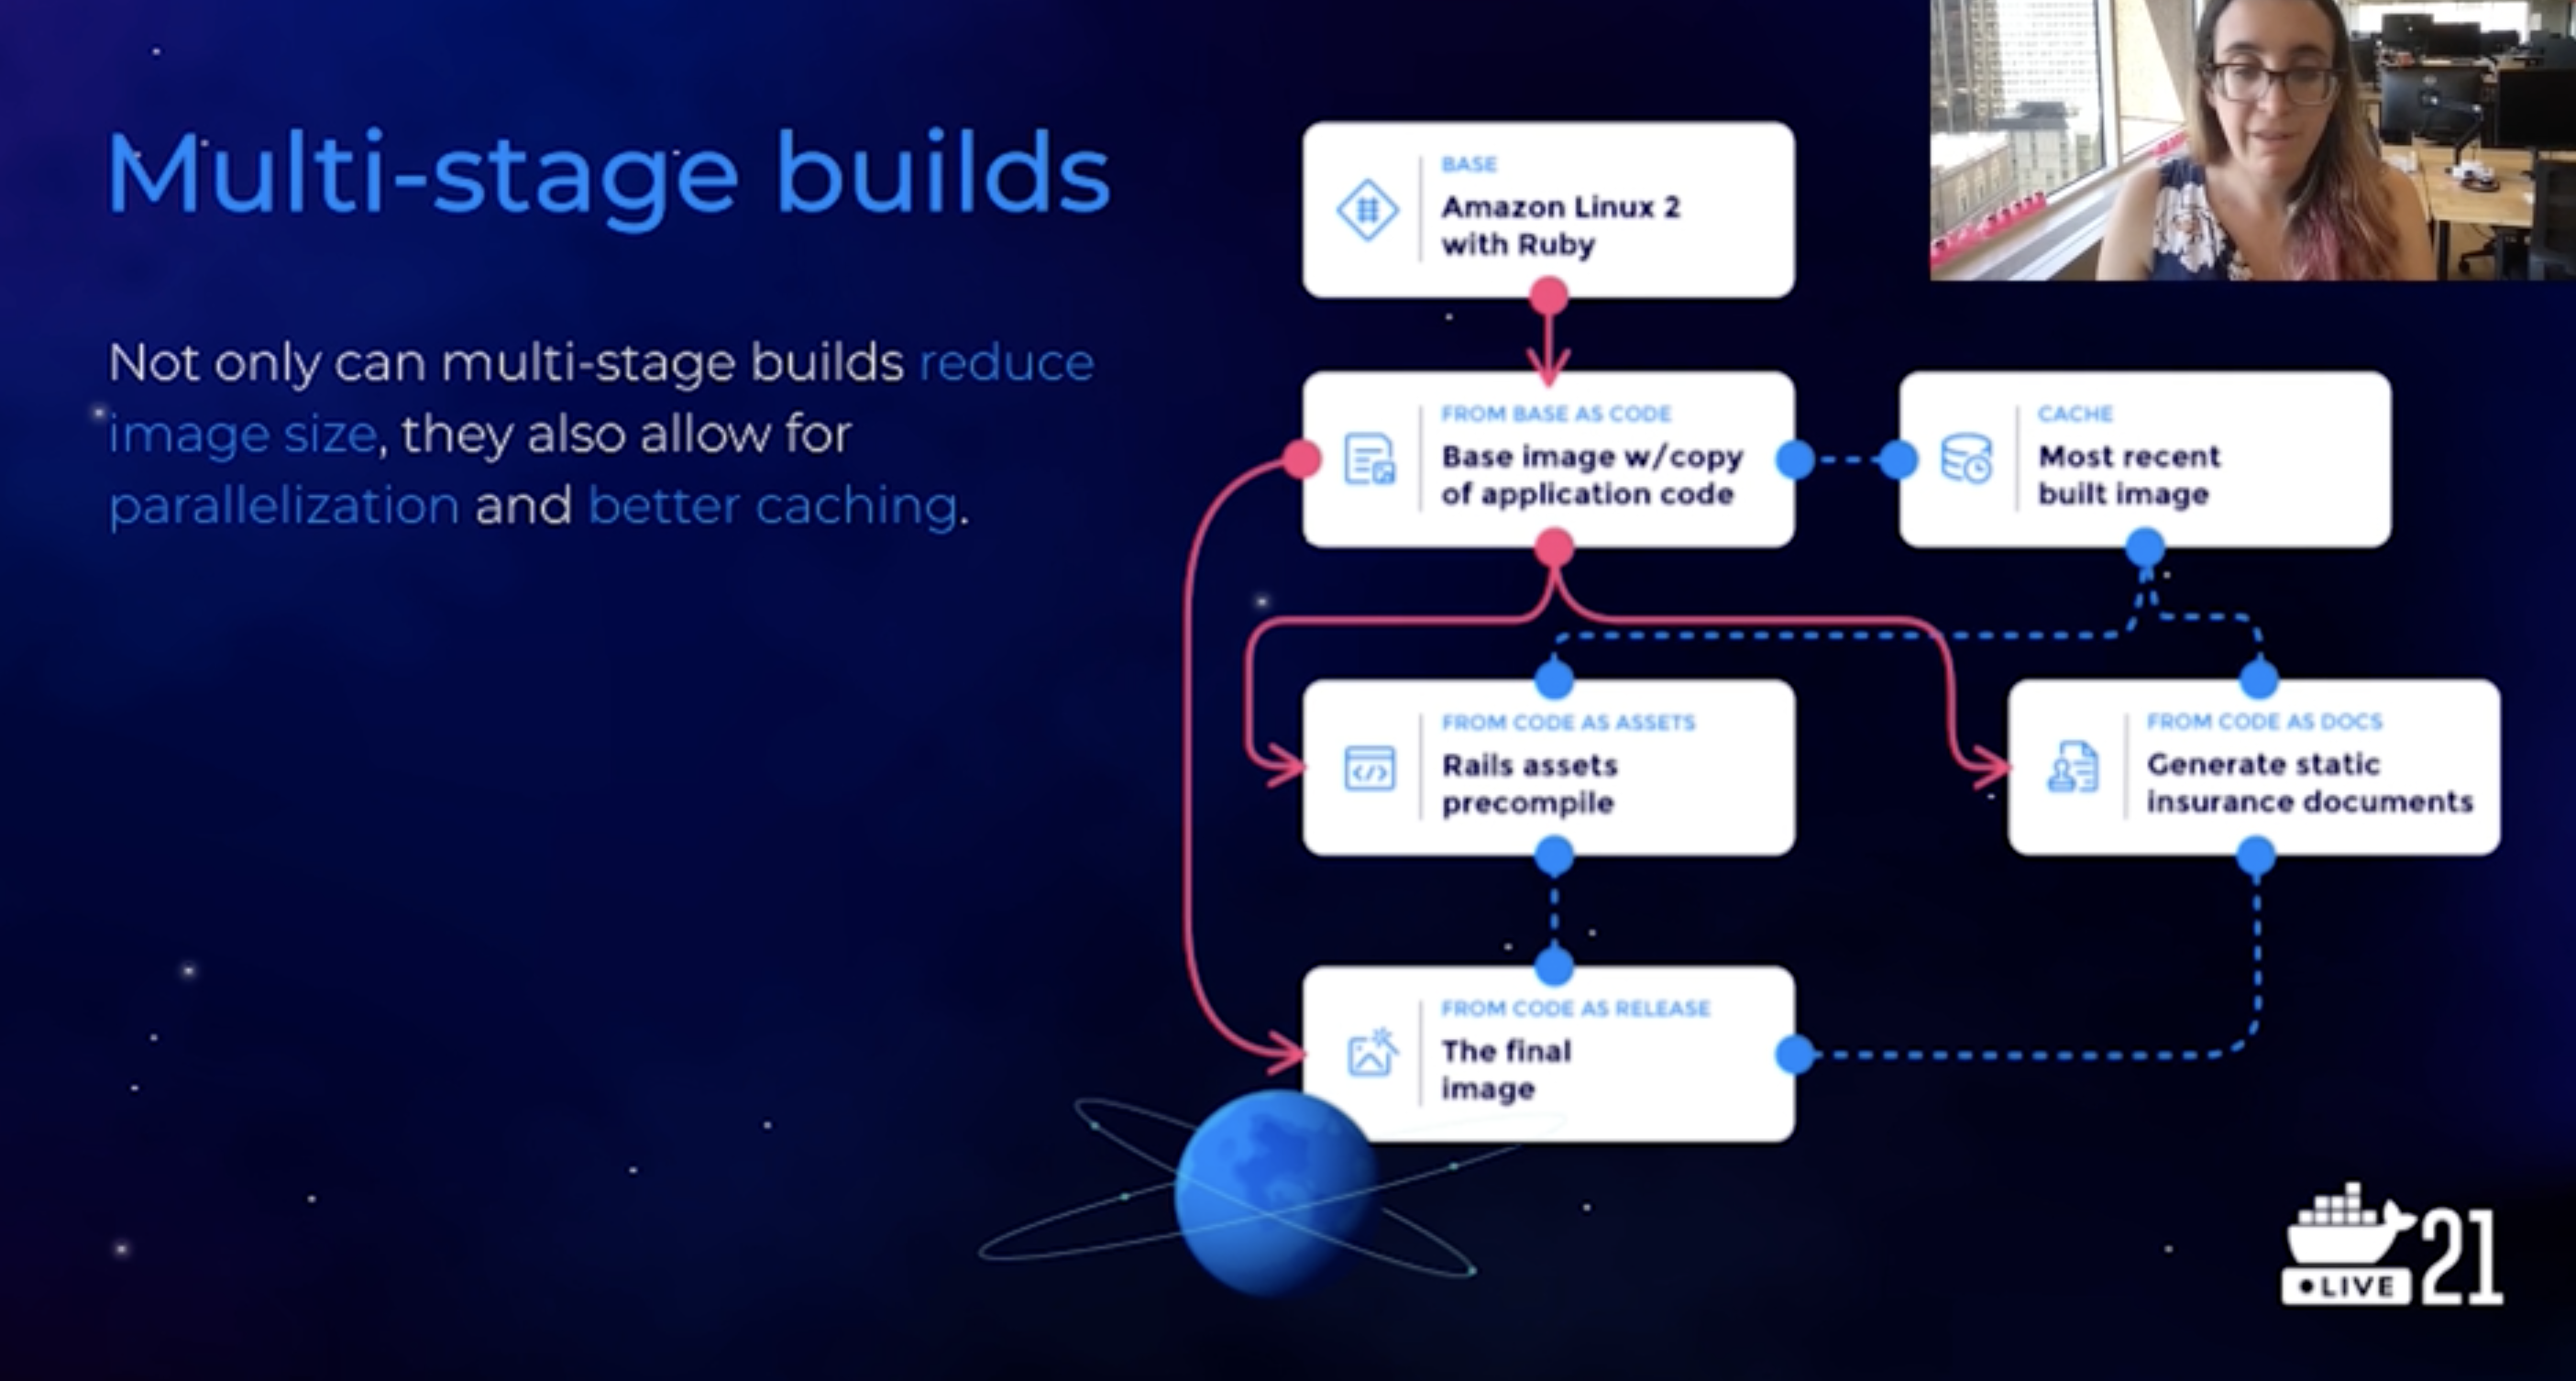 Multi-stage builds
Not only can multi-stage builds reduce
image size, they also allow for
parallelization and better caching.
BASE
Amazon Linux 2
with Ruby
FROM BASE AS CODE
Base image w/copy
of application code
CACHE
Most recent
built image
FROM CODE AS ASSETS
Rails assets
precompile
FROM CODE AS DOCS
Generate static
insurance documents
FROM CODE AS RELEASE
The final
image
LIVE 21